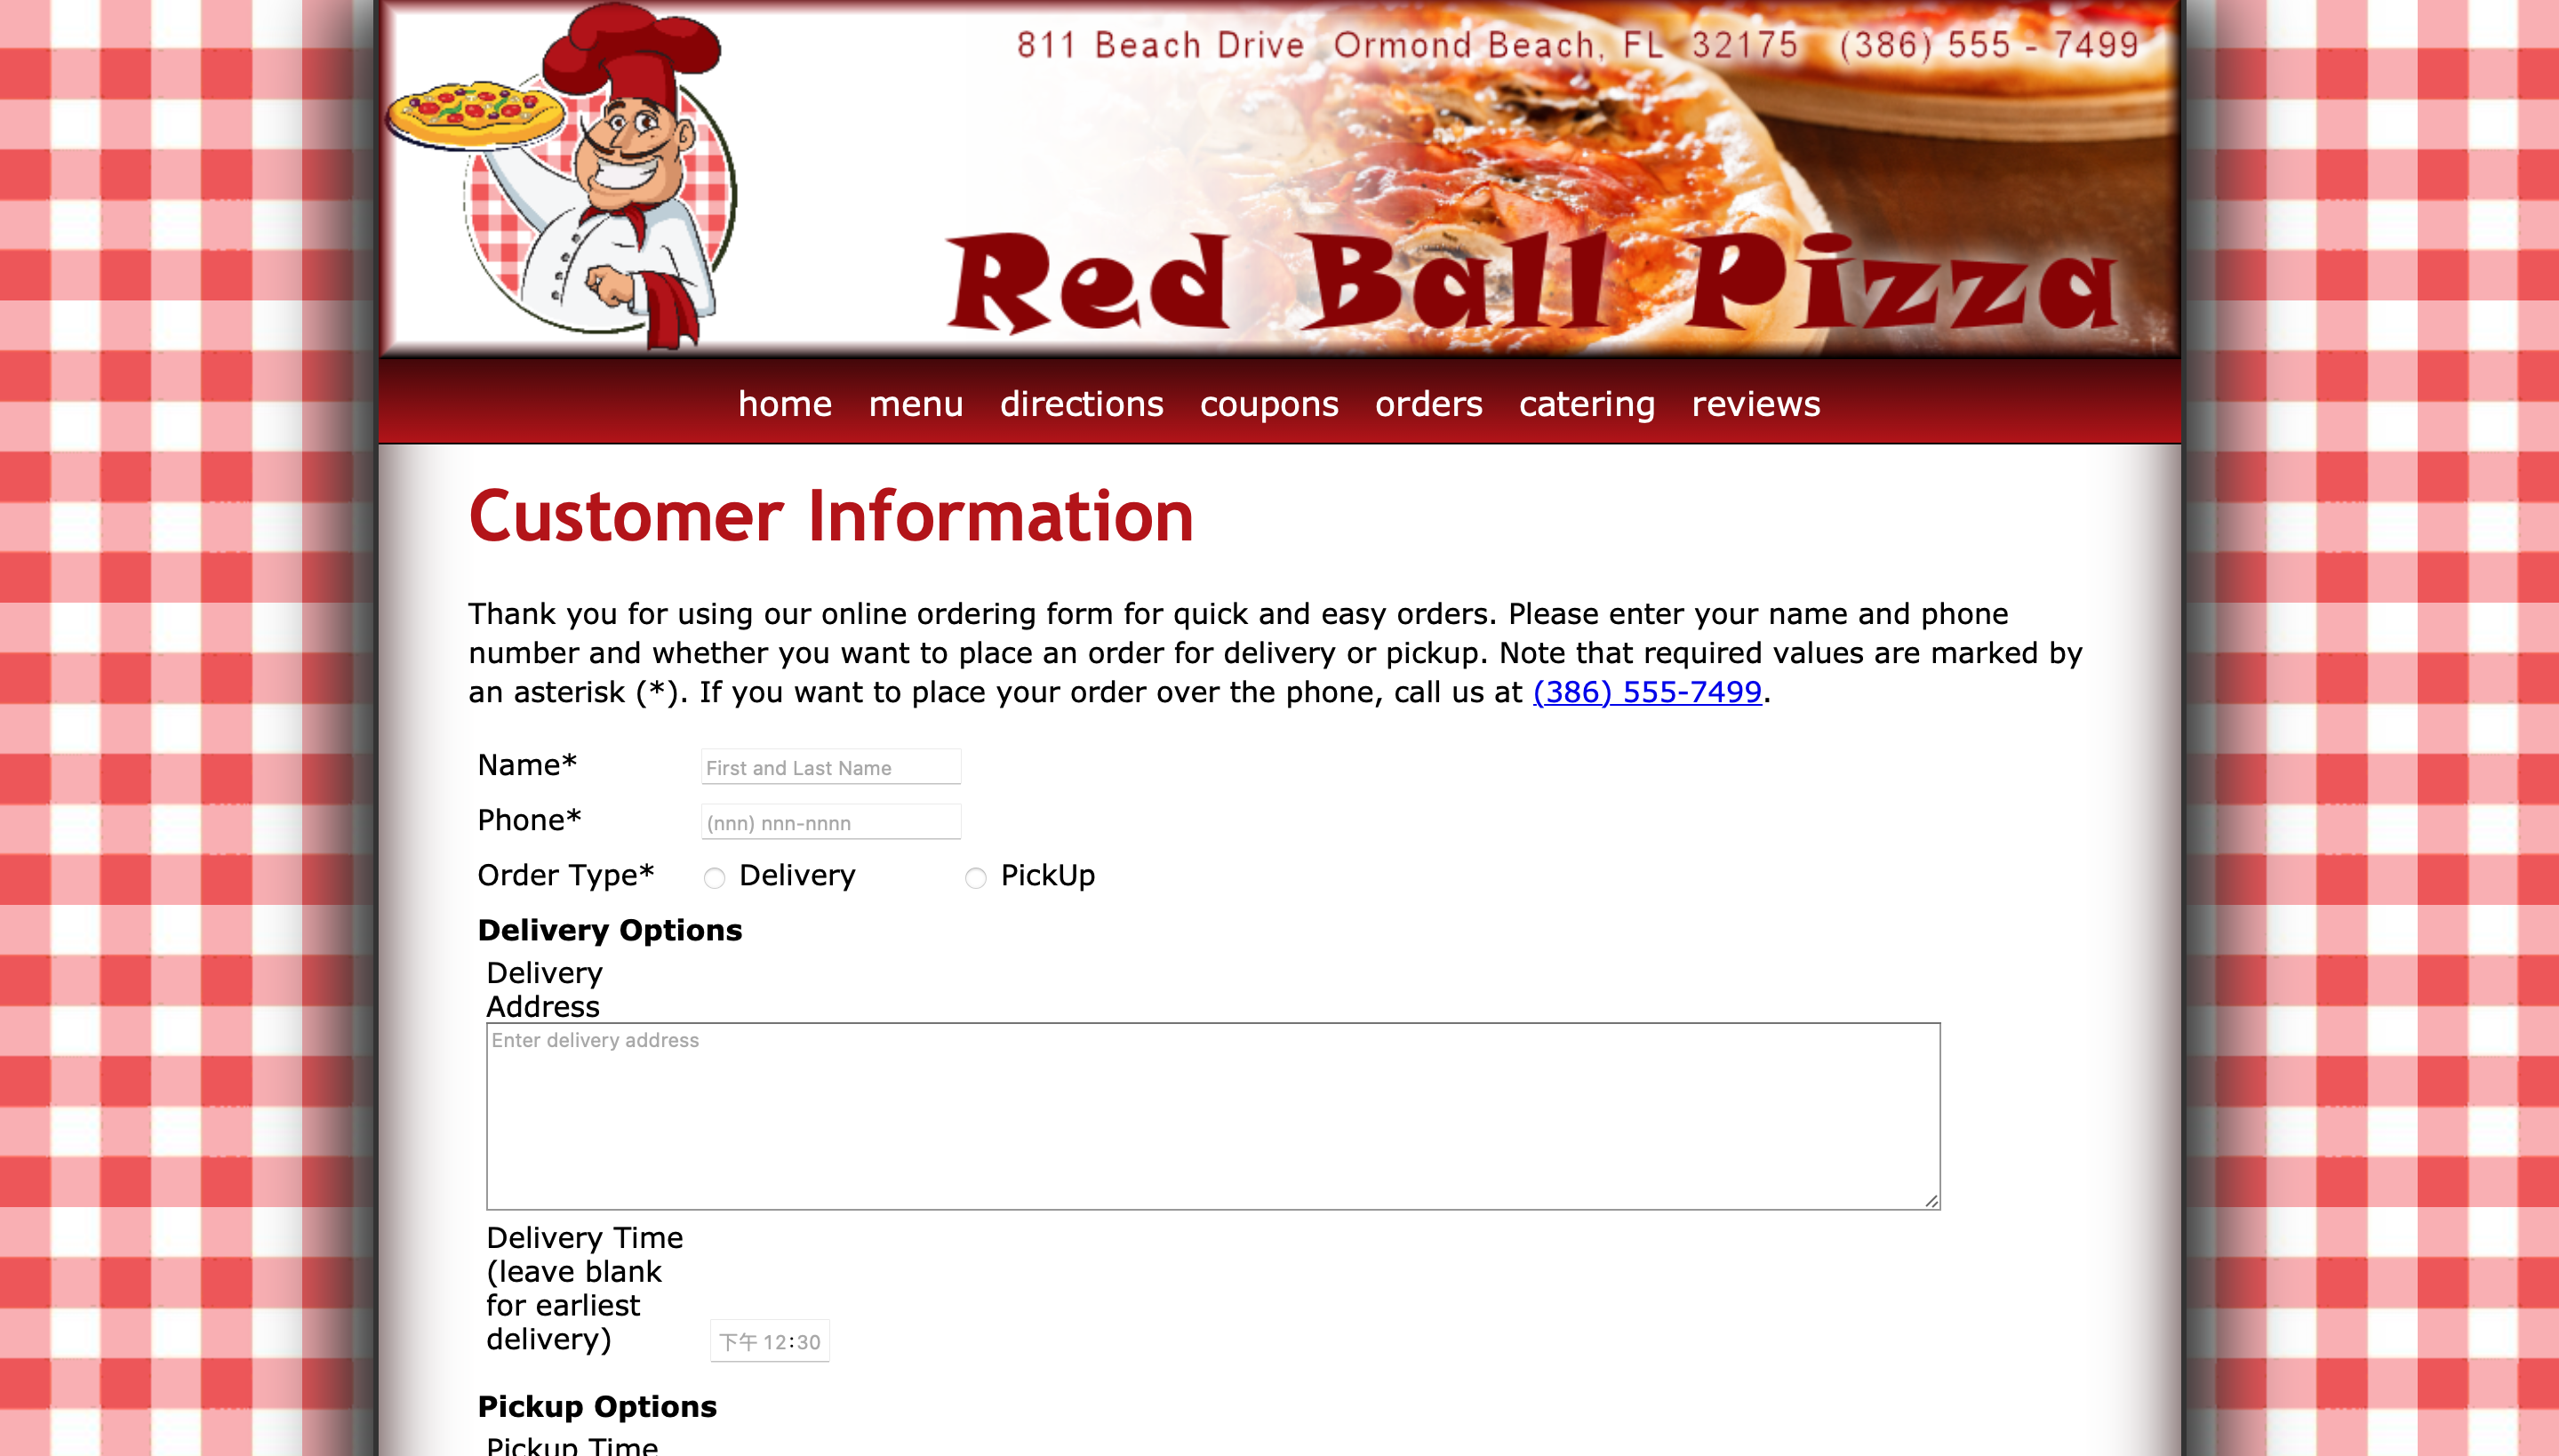 811 Beach Drive Ormond Beach, FL 32175 (386) 555 - 7499
Red Ball Pizza
home menu directions coupons orders catering reviews
Customer Information
Thank you for using our online ordering form for quick and easy orders. Please enter your name and phone
number and whether you want to place an order for delivery or pickup. Note that required values are marked by
an asterisk (*). If you want to place your order over the phone, call us at (386) 555-7499.
Name* First and Last Name
Phone* (nnn) nnn-nnnn
Order Type* Delivery PickUp
Delivery Options
Delivery
Address
Enter delivery address
Delivery Time
(leave blank
for earliest
delivery) 下午 12:30
Pickup Options
Pickup Time